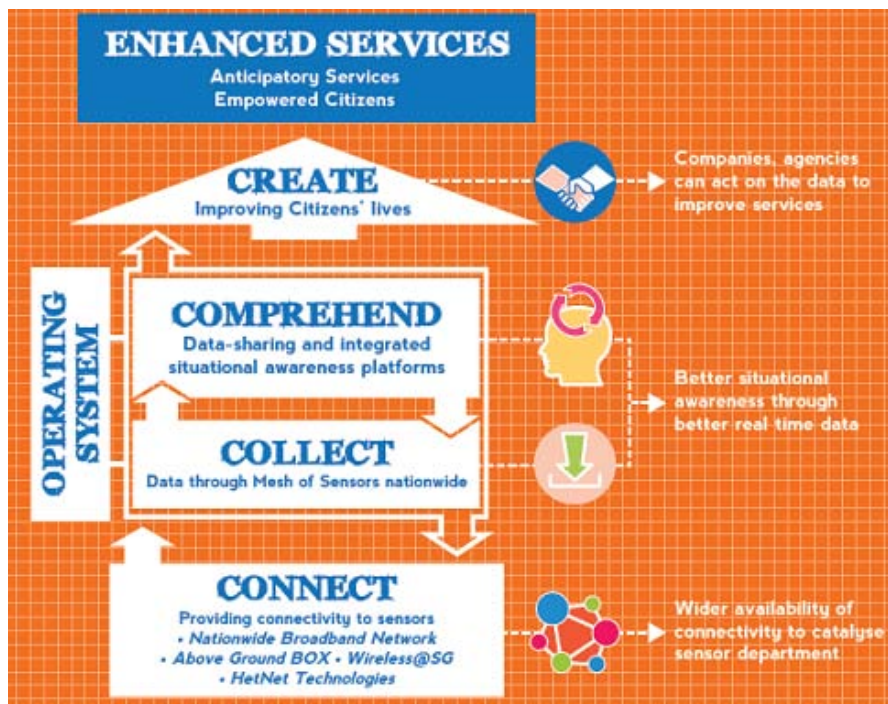 ENHANCED SERVICES
Anticipatory Services
Empowered Citizens
CREATE
Improving Citizens' lives
Companies, agencies
can act on the data to
improve services
OPERATING
SYSTEM
COMPREHEND
Data-sharing and integrated
situational awareness platforms
COLLECT
Data through Mesh of Sensors nationwide
Better situational
awareness through
better real time data
CONNECT
Providing connectivity to sensors
• Nationwide Broadband Network
• Above Ground BOX • Wireless@SG
• HetNet Technologies
Wider availability of
connectivity to catalyse
sensor department